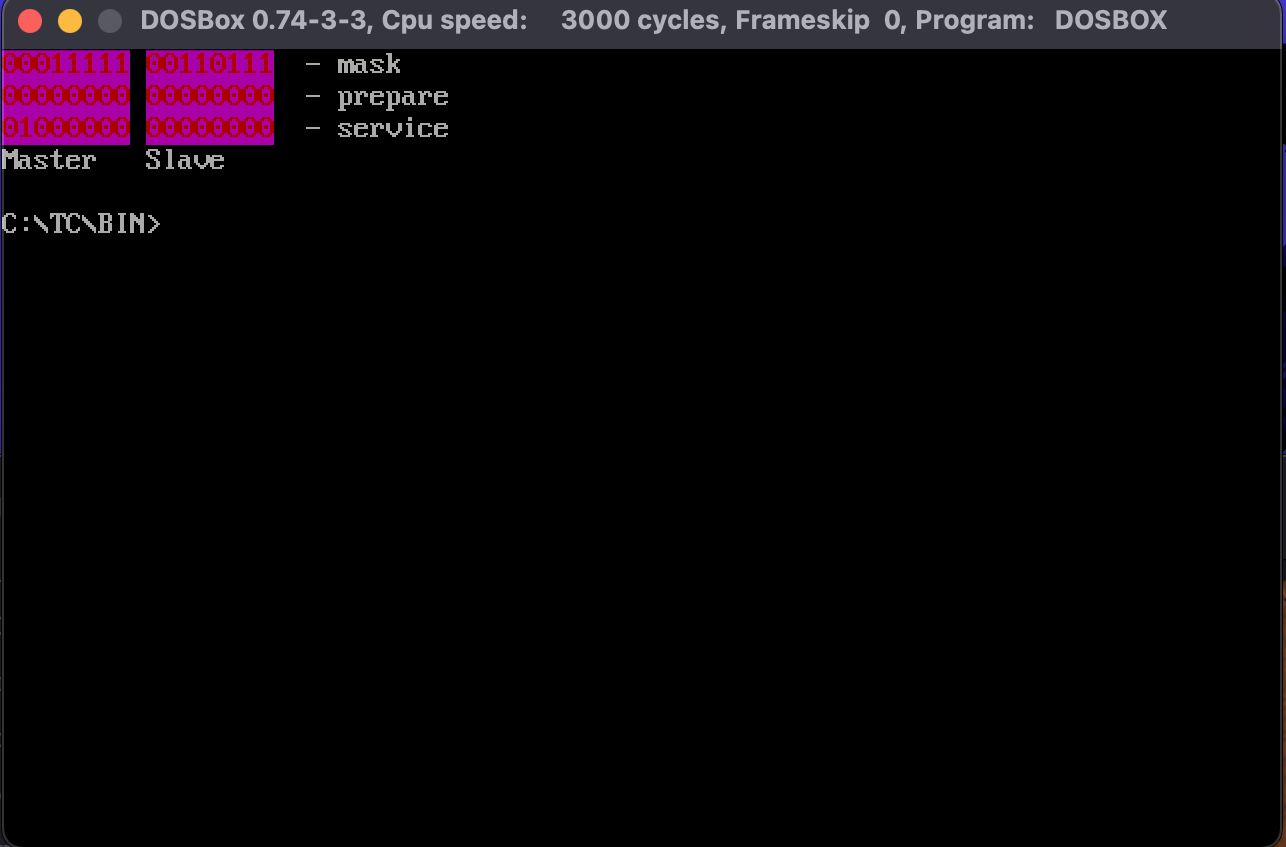 DOSBox 0.74-3-3, Cpu speed: 3000 cycles, Frameskip 0, Program: DOSBOX
00011111 00110111 - mask
00000000 00000000 - prepare
01000000 00000000 - service
Master Slave
C:\TC\BIN>